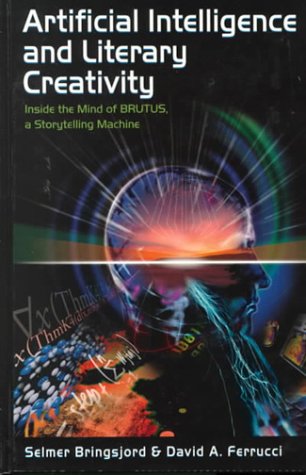 Artificial Intelligence
and Literary
Creativity
Inside the Mind of BRUTUS,
a Storytelling Machine
Selmer Bringsjord & David A. Ferrucci